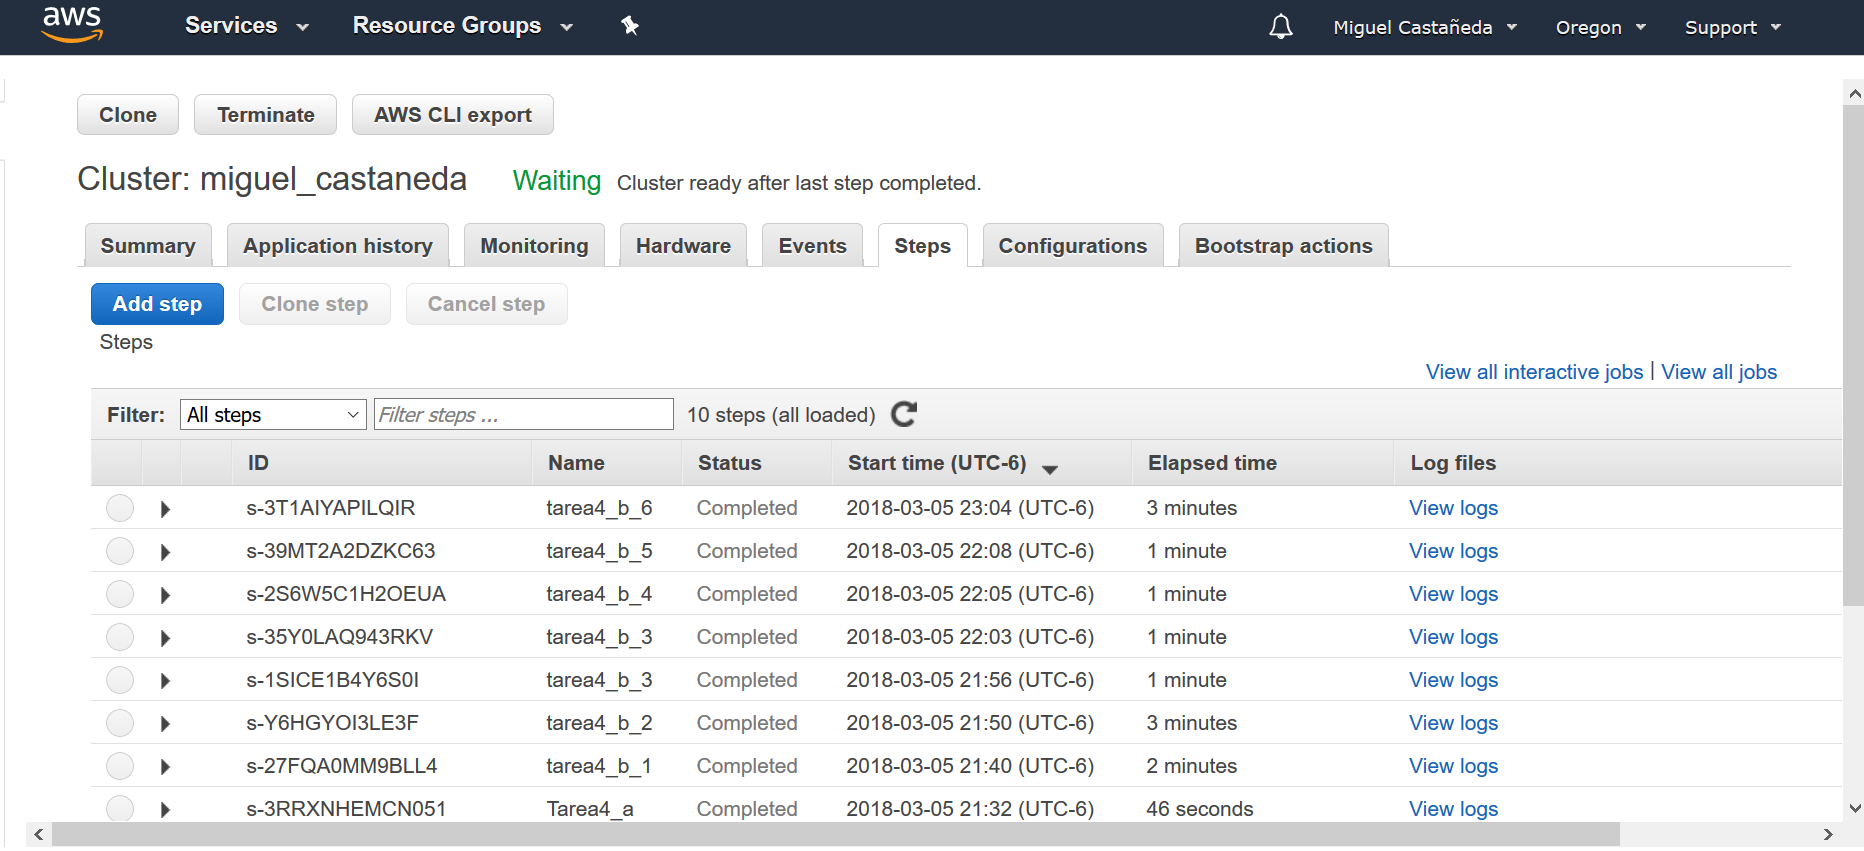 aws Services Resource Groups Miguel Castañeda Oregon Support
Clone Terminate AWS CLI export
Cluster: miguel_castaneda Waiting Cluster ready after last step completed.
Summary Application history Monitoring Hardware Events Steps Configurations Bootstrap actions
Add step Clone step Cancel step
Steps
View all interactive jobs | View all jobs
Filter: All steps Filter steps ... 10 steps (all loaded)
ID Name Status Start time (UTC-6) Elapsed time Log files
s-3T1AIYAPILQIR tarea4_b_6 Completed 2018-03-05 23:04 (UTC-6) 3 minutes View logs
s-39MT2A2DZKC63 tarea4_b_5 Completed 2018-03-05 22:08 (UTC-6) 1 minute View logs
s-2S6W5C1H2OEUA tarea4_b_4 Completed 2018-03-05 22:05 (UTC-6) 1 minute View logs
s-35Y0LAQ943RKV tarea4_b_3 Completed 2018-03-05 22:03 (UTC-6) 1 minute View logs
s-1SICE1B4Y6S0I tarea4_b_3 Completed 2018-03-05 21:56 (UTC-6) 1 minute View logs
s-Y6HGYOI3LE3F tarea4_b_2 Completed 2018-03-05 21:50 (UTC-6) 3 minutes View logs
s-27FQA0MM9BLL4 tarea4_b_1 Completed 2018-03-05 21:40 (UTC-6) 2 minutes View logs
s-3RRXNHEMCN051 Tarea4_a Completed 2018-03-05 21:32 (UTC-6) 46 seconds View logs